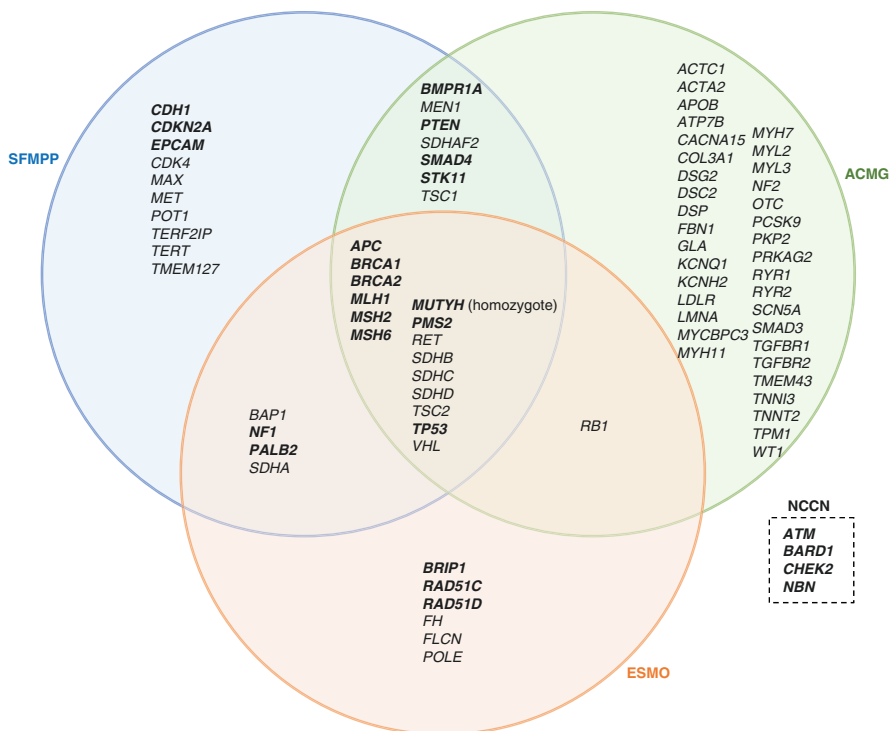 SFMPP
CDH1
CDKN2A
EPCAM
CDK4
MAX
MET
POT1
TERF2IP
TERT
TMEM127
BMPR1A
MEN1
PTEN
SDHAF2
SMAD4
STK11
TSC1
ACMG
ACTC1
ACTA2
APOB
ATP7B
CACNA15
COL3A1
DSG2
DSC2
DSP
FBN1
GLA
KCNQ1
KCNH2
LDLR
LMNA
MYCBPC3
MYH11
MYH7
MYL2
MYL3
NF2
OTC
PCSK9
PKP2
PRKAG2
RYR1
RYR2
SCN5A
SMAD3
TGFBR1
TGFBR2
TMEM43
TNNI3
TNNT2
TPM1
WT1
APC
BRCA1
BRCA2
MLH1
MSH2
MSH6
MUTYH (homozygote)
PMS2
RET
SDHB
SDHC
SDHD
TSC2
TP53
VHL
BAP1
NF1
PALB2
SDHA
RB1
BRIP1
RAD51C
RAD51D
FH
FLCN
POLE
ESMO
NCCN
ATM
BARD1
CHEK2
NBN